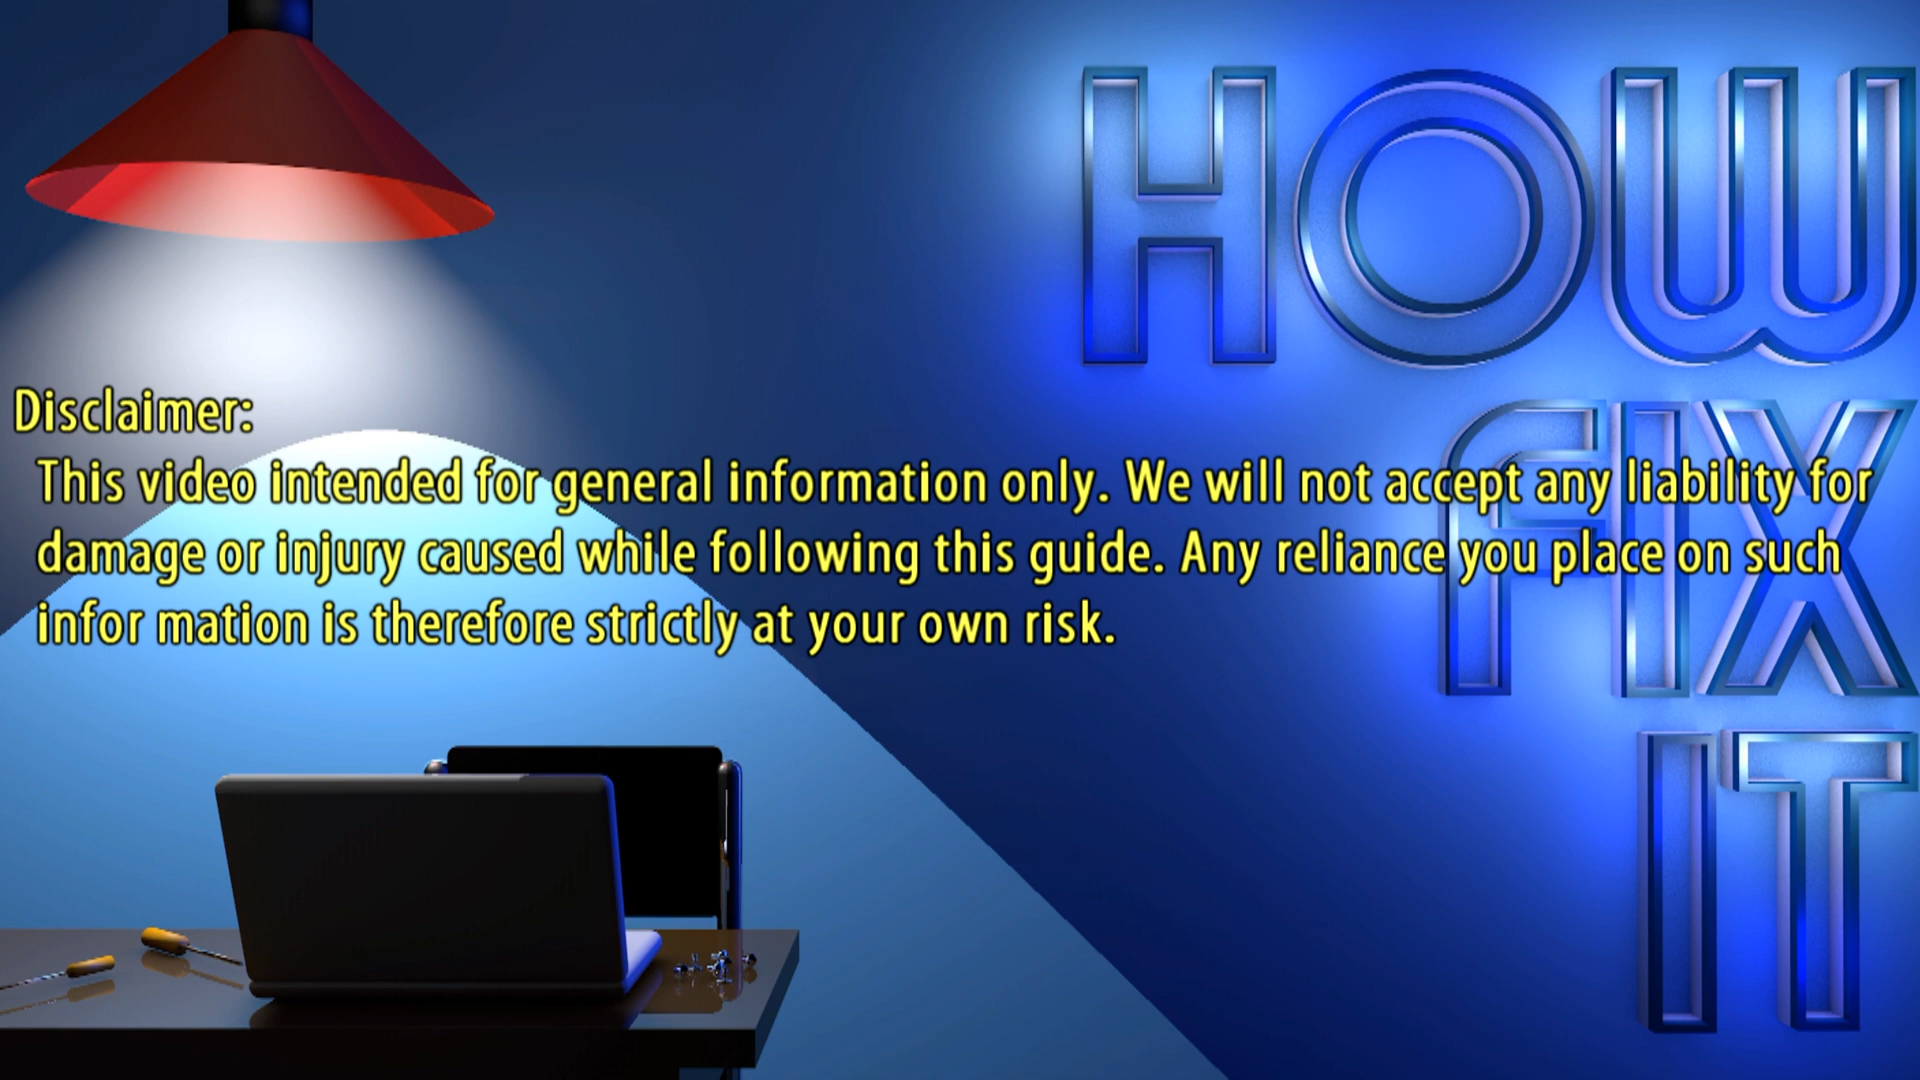 HOW
FIX
IT
Disclaimer:
This video intended for general information only. We will not accept any liability for
damage or injury caused while following this guide. Any reliance you place on such
infor mation is therefore strictly at your own risk.